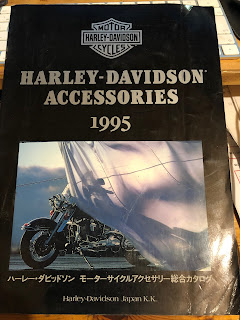 MOTOR
HARLEY-DAVIDSON
CYCLES
HARLEY-DAVIDSON
ACCESSORIES
1995
ハーレーダビッドソン モーターサイクルアクセサリー総合カタログ
Harley-Davidson Japan K.K.